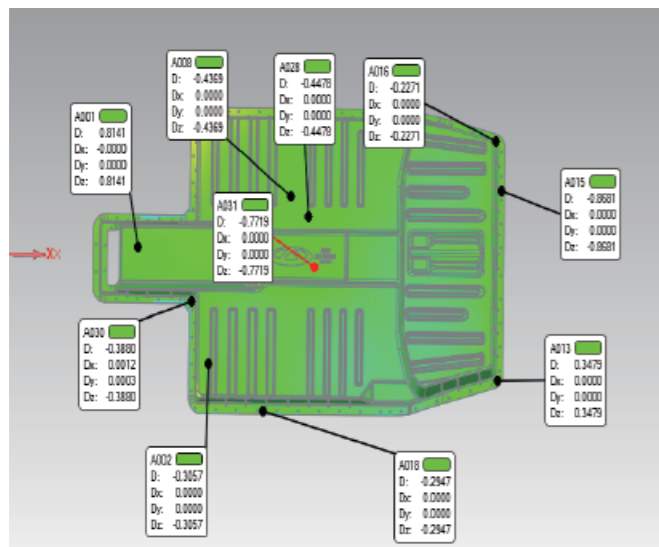 A008
D: -0.4369
Dx: 0.0000
Dy: 0.0000
Dz: -0.4369
A028
D: -0.4478
Dx: 0.0000
Dy: 0.0000
Dz: -0.4478
A016
D: -0.2271
Dx: 0.0000
Dy: 0.0000
Dz: -0.2271
A001
D: 0.8141
Dx: -0.0000
Dy: 0.0000
Dz: 0.8141
A015
D: -0.8681
Dx: 0.0000
Dy: 0.0000
Dz: -0.8681
A031
D: -0.7719
Dx: 0.0000
Dy: 0.0000
Dz: -0.7719
A030
D: -0.3880
Dx: 0.0012
Dy: 0.0003
Dz: -0.3880
A013
D: 0.3479
Dx: 0.0000
Dy: 0.0000
Dz: 0.3479
A002
D: -0.3057
Dx: 0.0000
Dy: 0.0000
Dz: -0.3057
A018
D: -0.2947
Dx: 0.0000
Dy: 0.0000
Dz: -0.2947